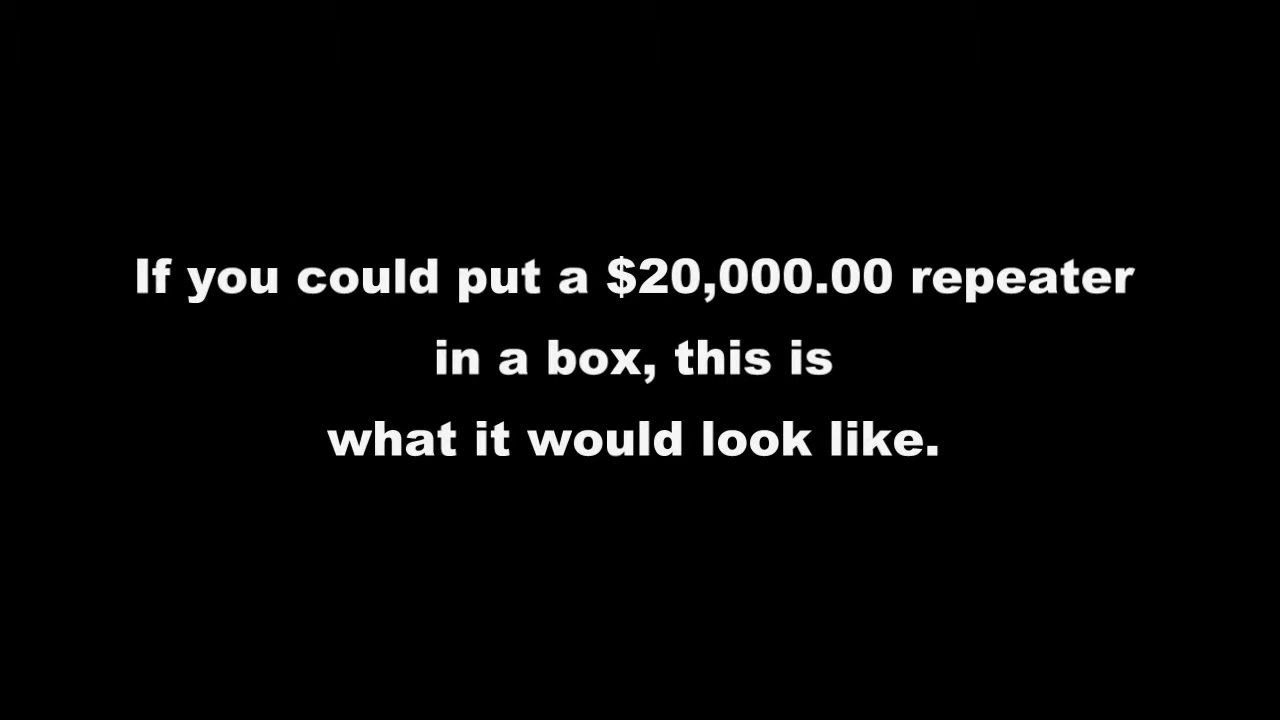 If you could put a $20,000.00 repeater
in a box, this is
what it would look like.